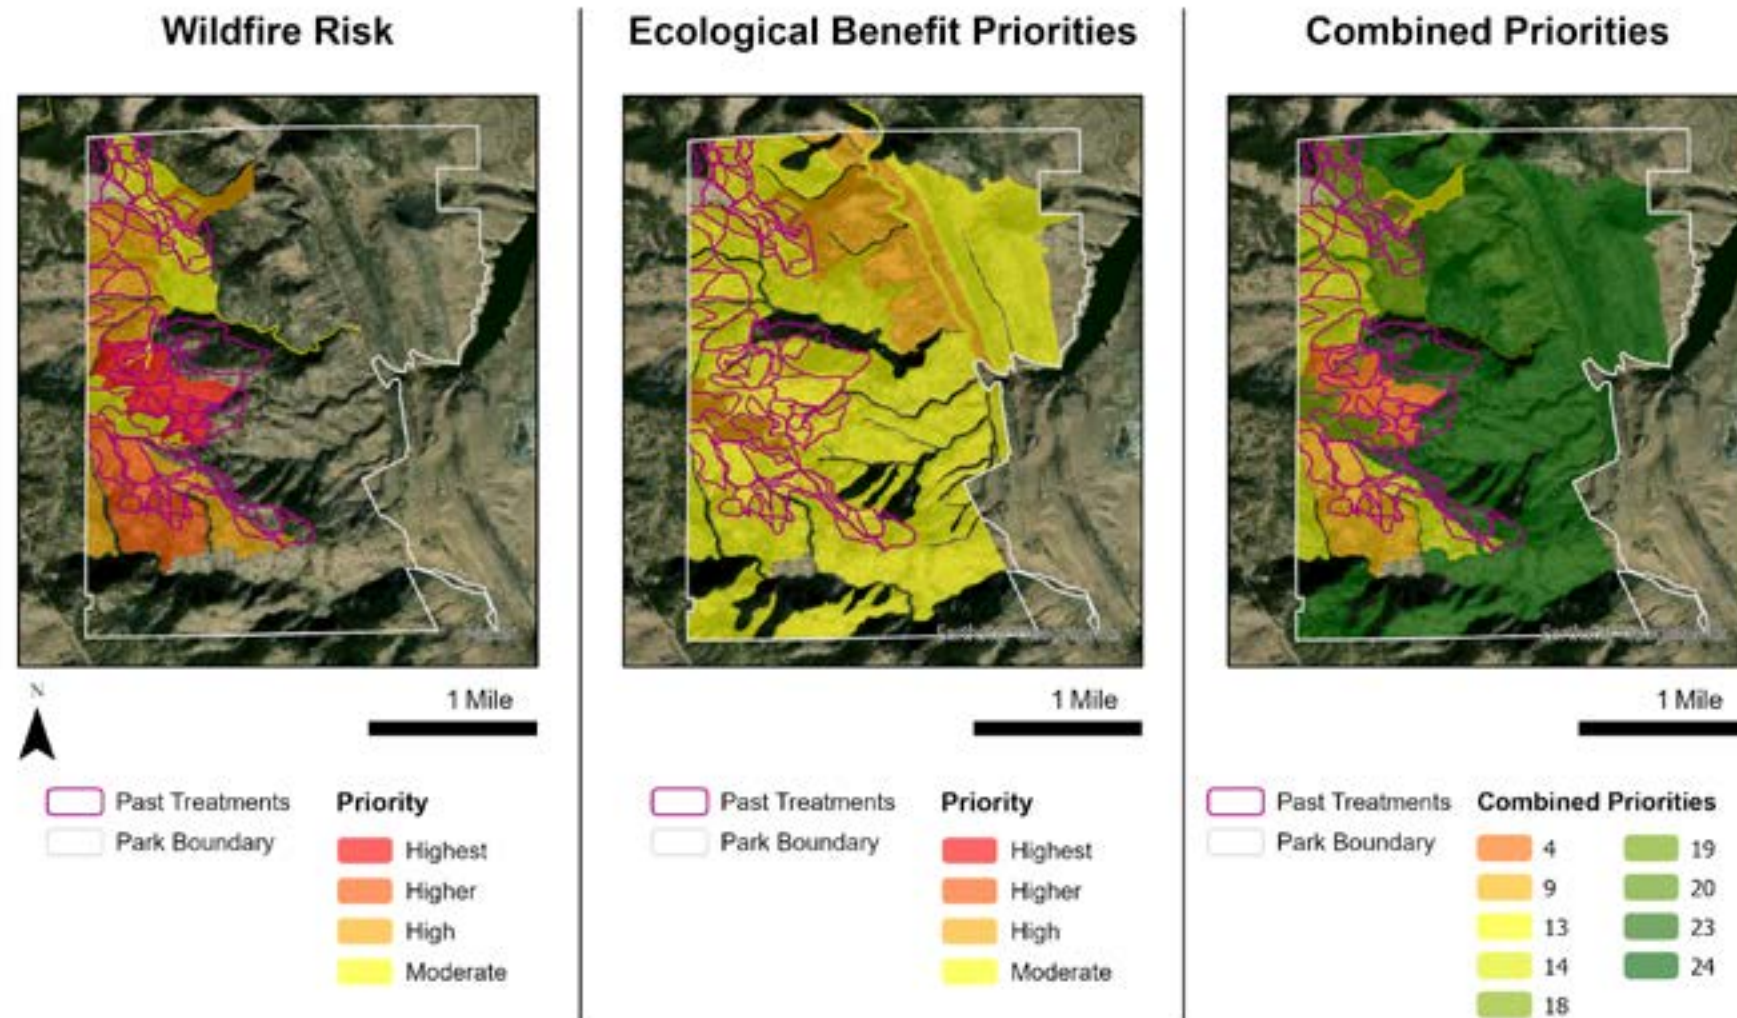 Wildfire Risk
Ecological Benefit Priorities
Combined Priorities
N
1 Mile
1 Mile
1 Mile
Past Treatments
Park Boundary
Priority
Highest
Higher
High
Moderate
Past Treatments
Park Boundary
Priority
Highest
Higher
High
Moderate
Past Treatments
Park Boundary
Combined Priorities
4
9
13
14
18
19
20
23
24